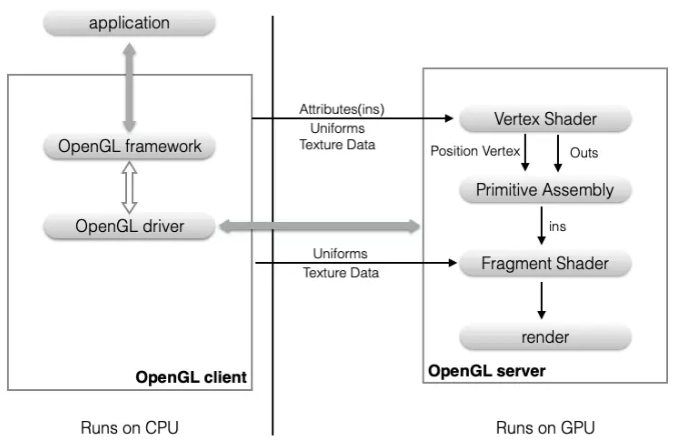 application
OpenGL framework
OpenGL driver
OpenGL client
Runs on CPU
Attributes(ins)
Uniforms
Texture Data
Uniforms
Texture Data
Vertex Shader
Position Vertex
Outs
Primitive Assembly
ins
Fragment Shader
render
OpenGL server
Runs on GPU